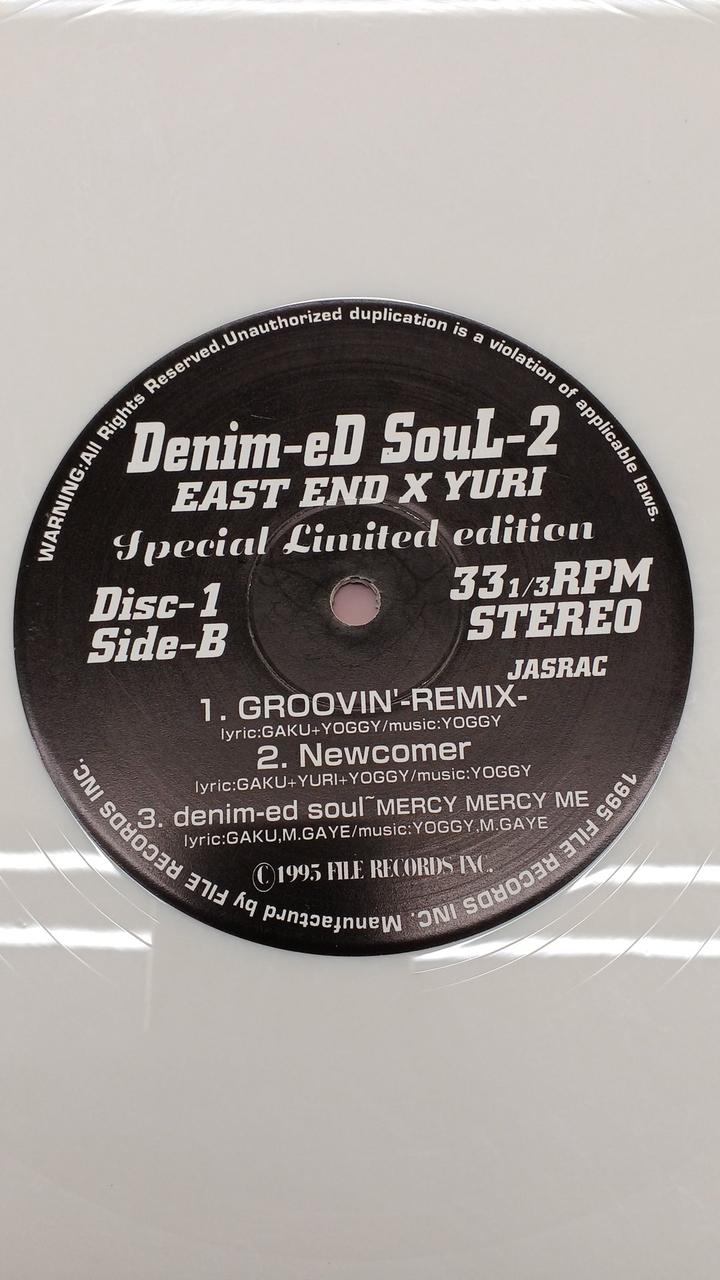 WARNING:All Rights Reserved.Unauthorized duplication is a violation of applicable laws.
Denim-eD SouL-2
EAST END X YURI
Special Limited edition
Disc-1
Side-B
33 1/3RPM
STEREO
JASRAC
1. GROOVIN'-REMIX-
lyric:GAKU+YOGGY/music:YOGGY
2. Newcomer
lyric:GAKU+YURI+YOGGY/music:YOGGY
3. denim-ed soul~MERCY MERCY ME
lyric:GAKU,M.GAYE/music:YOGGY,M.GAYE
©1995 FILE RECORDS INC.
1995 FILE RECORDS INC. Manufacturd by FILE RECORDS INC.